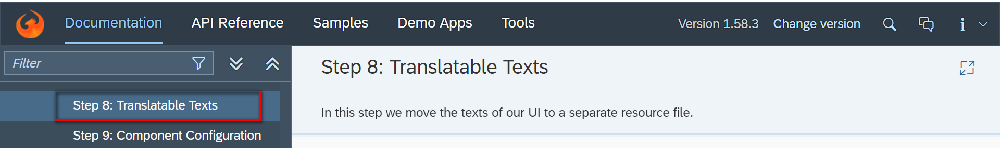 Documentation API Reference Samples Demo Apps Tools Version 1.58.3 Change version
Filter
Step 8: Translatable Texts
Step 9: Component Configuration
Step 8: Translatable Texts
In this step we move the texts of our UI to a separate resource file.